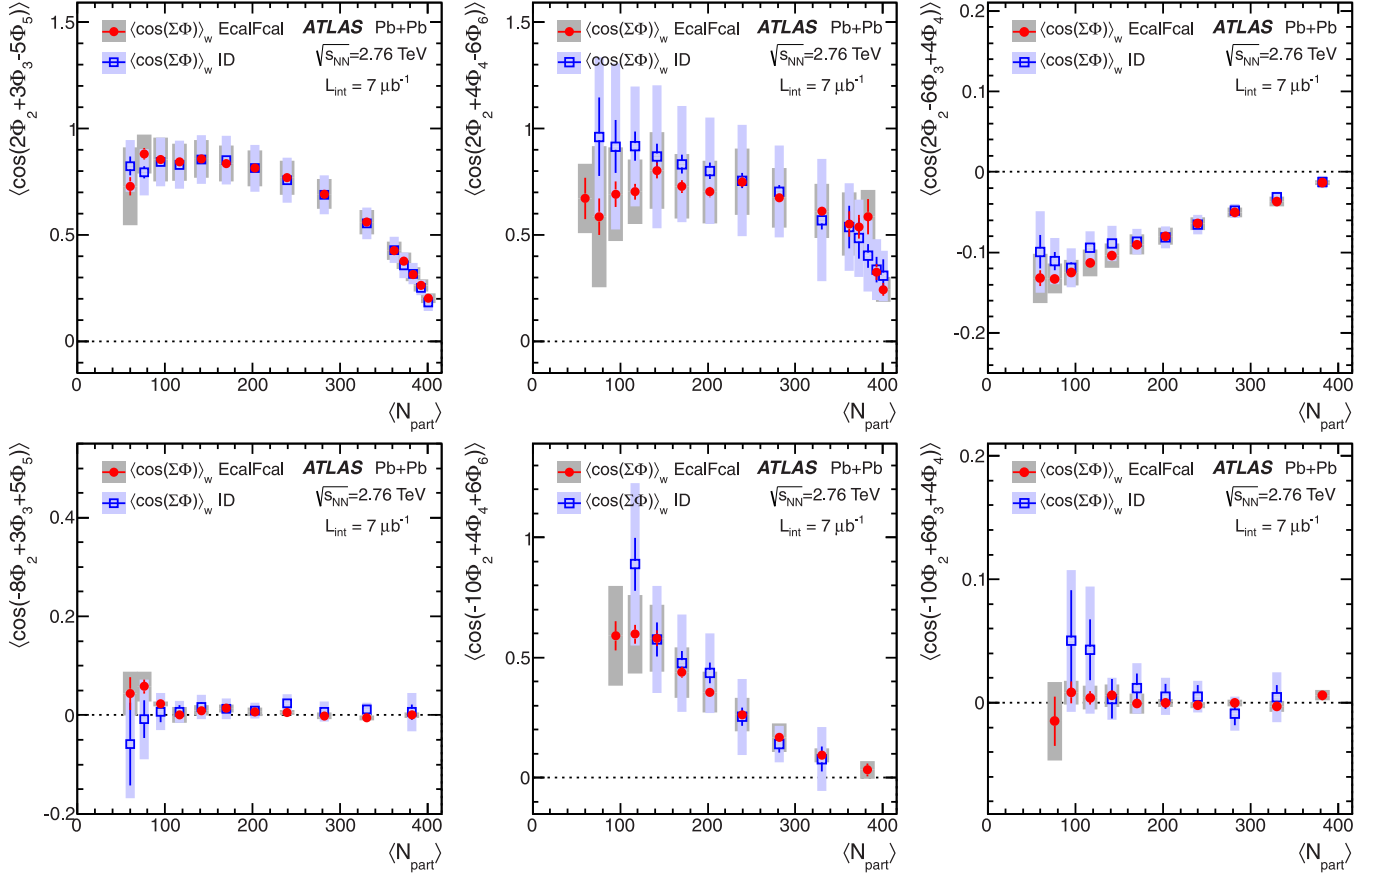 ⟨cos(2Φ₂+3Φ₃-5Φ₅)⟩
1.5
1
0.5
0
⟨cos(ΣΦ)⟩w EcalFcal
⟨cos(ΣΦ)⟩w ID
ATLAS Pb+Pb
√sNN=2.76 TeV
Lint = 7 μb⁻¹
0 100 200 300 400
⟨Npart⟩
⟨cos(2Φ₂+4Φ₄-6Φ₆)⟩
1.5
1
0.5
0
⟨cos(ΣΦ)⟩w EcalFcal
⟨cos(ΣΦ)⟩w ID
ATLAS Pb+Pb
√sNN=2.76 TeV
Lint = 7 μb⁻¹
0 100 200 300 400
⟨Npart⟩
⟨cos(2Φ₂-6Φ₃+4Φ₄)⟩
0.2
0.1
0
-0.1
-0.2
⟨cos(ΣΦ)⟩w EcalFcal
⟨cos(ΣΦ)⟩w ID
ATLAS Pb+Pb
√sNN=2.76 TeV
Lint = 7 μb⁻¹
0 100 200 300 400
⟨Npart⟩
⟨cos(-8Φ₂+3Φ₃+5Φ₅)⟩
0.4
0.2
0
-0.2
⟨cos(ΣΦ)⟩w EcalFcal
⟨cos(ΣΦ)⟩w ID
ATLAS Pb+Pb
√sNN=2.76 TeV
Lint = 7 μb⁻¹
0 100 200 300 400
⟨Npart⟩
⟨cos(-10Φ₂+4Φ₄+6Φ₆)⟩
1
0.5
0
⟨cos(ΣΦ)⟩w EcalFcal
⟨cos(ΣΦ)⟩w ID
ATLAS Pb+Pb
√sNN=2.76 TeV
Lint = 7 μb⁻¹
0 100 200 300 400
⟨Npart⟩
⟨cos(-10Φ₂+6Φ₃+4Φ₄)⟩
0.2
0.1
0
⟨cos(ΣΦ)⟩w EcalFcal
⟨cos(ΣΦ)⟩w ID
ATLAS Pb+Pb
√sNN=2.76 TeV
Lint = 7 μb⁻¹
0 100 200 300 400
⟨Npart⟩